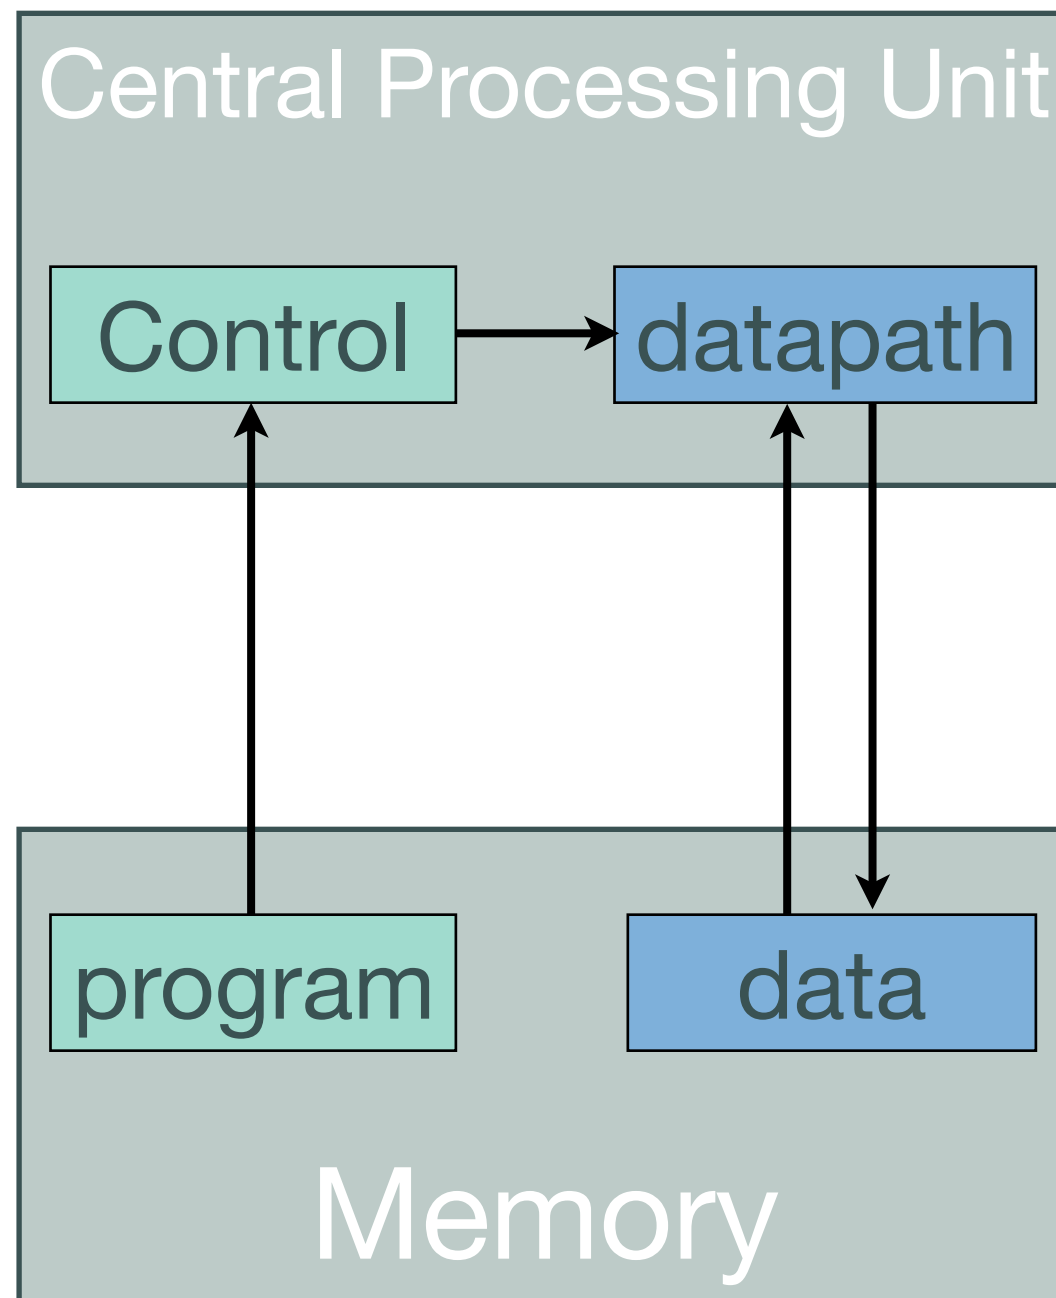 Central Processing Unit
Control
datapath
program
data
Memory